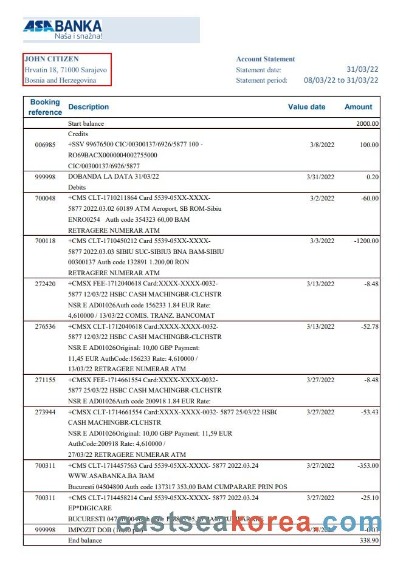 ASA BANKA
Naša i snažna!
JOHN CITIZEN
Hrvatin 18, 71000 Sarajevo
Bosnia and Herzegovina
Account Statement
Statement date: 31/03/22
Statement period: 08/03/22 to 31/03/22
Booking reference Description Value date Amount
Start balance 2000.00
Credits
006985 +SSV 99676500 CIC/00300137/6926/5877 100 - 3/8/2022 100.00
RO69BACX0000004002755000
CIC/00300137/6926/5877
999998 DOBANDA LA DATA 31/03/22 3/31/2022 0.20
Debits
700048 +CMS CLT-1710211864 Card 5539-05XX-XXXX- 3/2/2022 -60.00
5877 2022.03.02 60189 ATM Aeroport, SB ROM-Sibiu
ENRO0254 Auth code 354323 60,00 BAM
RETRAGERE NUMERAR ATM
700118 +CMS CLT-1710450212 Card 5539-05XX-XXXX- 3/3/2022 -1200.00
5877 2022.03.03 SIBIU SUC-SIBIU3 BNA BAM-SIBIU
00300137 Auth code 132891 1.200,00 RON
RETRAGERE NUMERAR ATM
272420 +CMSX FEE-1712040618 Card:XXXX-XXXX-0032- 3/13/2022 -8.48
5877 12/03/22 HSBC CASH MACHINGBR-CLCHSTR
NSR E AD01026Auth code 156233 1.84 EUR Rate:
4,610000 / 13/03/22 COMIS. TRANZ. BANCOMAT
276536 +CMSX CLT-1712040618 Card:XXXX-XXXX-0032- 3/13/2022 -52.78
5877 12/03/22 HSBC CASH MACHINGBR-CLCHSTR
NSR E AD01026Original: 10,00 GBP Payment:
11,45 EUR AuthCode:156233 Rate: 4,610000 /
13/03/22 RETRAGERE NUMERAR ATM
271155 +CMSX FEE-1714661554 Card:XXXX-XXXX-0032- 3/27/2022 -8.48
5877 25/03/22 HSBC CASH MACHINGBR-CLCHSTR
NSR E AD01026Auth code 200918 1.84 EUR Rate:
273944 +CMSX CLT-1714661554 Card:XXXX-XXXX-0032- 5877 25/03/22 HSBC 3/27/2022 -53.43
CASH MACHINGBR-CLCHSTR
NSR E AD01026Original: 10,00 GBP Payment: 11,59 EUR
AuthCode:200918 Rate: 4,610000 /
27/03/22 RETRAGERE NUMERAR ATM
700311 +CMS CLT-1714457563 Card 5539-05XX-XXXX- 5877 2022.03.24 3/27/2022 -353.00
WWW.ASABANKA.BA BAM
Bucuresti 04504800 Auth code 137317 353.00 BAM CUMPARARE PRIN POS
700311 +CMS CLT-1714458214 Card 5539-05XX-XXXX- 5877 2022.03.24 3/27/2022 -25.10
EP*DIGICARE
BUCURESTI
999998 IMPOZIT DOB
End balance 338.90
eastseakorea.com